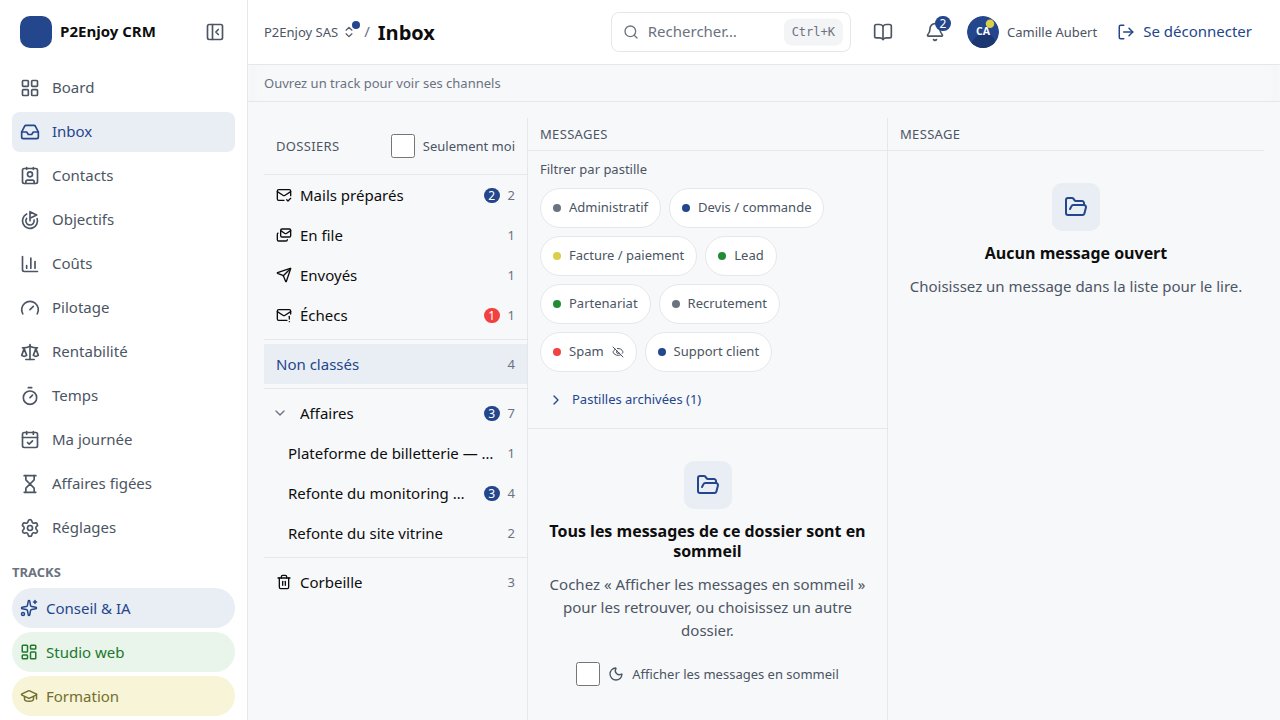 P2Enjoy CRM
P2Enjoy SAS / Inbox
Rechercher...
Ctrl+K
2
CA
Camille Aubert
Se déconnecter
Board
Inbox
Contacts
Objectifs
Coûts
Pilotage
Rentabilité
Temps
Ma journée
Affaires figées
Réglages
TRACKS
Conseil & IA
Studio web
Formation
Ouvrez un track pour voir ses channels
DOSSIERS
Seulement moi
Mails préparés 2 2
En file 1
Envoyés 1
Échecs 1 1
Non classés 4
Affaires 3 7
Plateforme de billetterie — ... 1
Refonte du monitoring ... 3 4
Refonte du site vitrine 2
Corbeille 3
MESSAGES
Filtrer par pastille
Administratif
Devis / commande
Facture / paiement
Lead
Partenariat
Recrutement
Spam
Support client
Pastilles archivées (1)
Tous les messages de ce dossier sont en
sommeil
Cochez « Afficher les messages en sommeil »
pour les retrouver, ou choisissez un autre
dossier.
Afficher les messages en sommeil
MESSAGE
Aucun message ouvert
Choisissez un message dans la liste pour le lire.